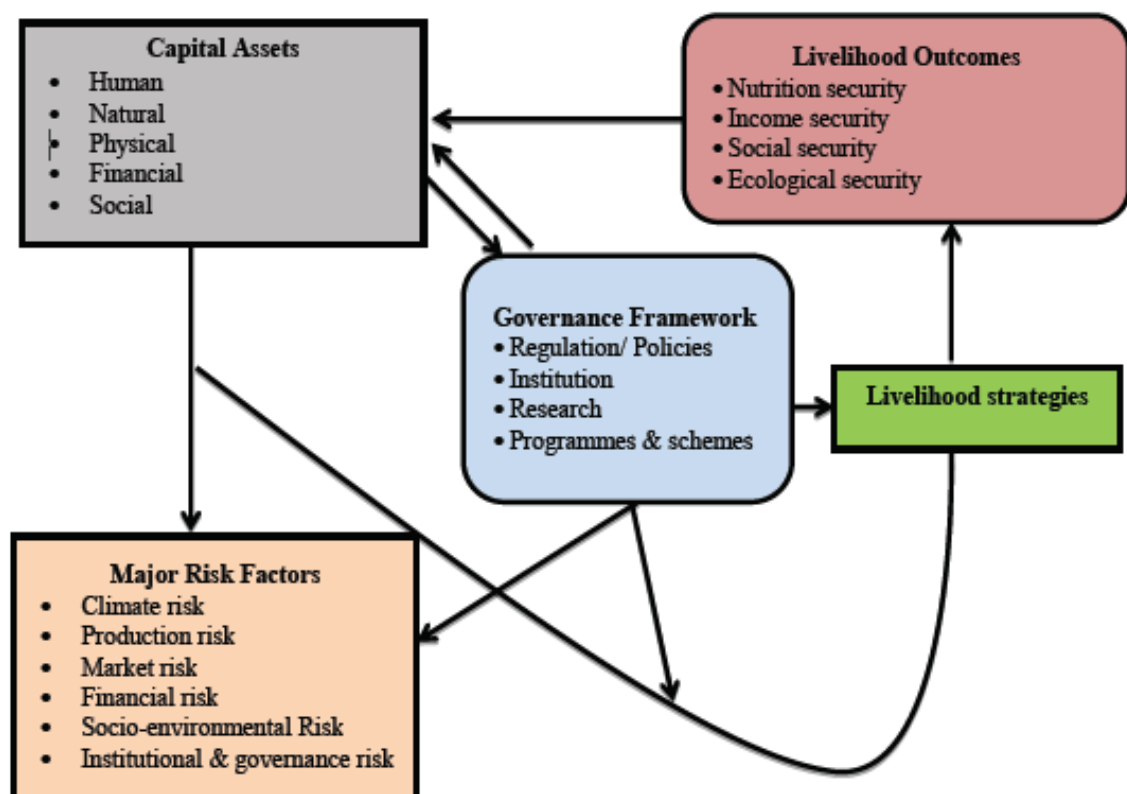 Capital Assets
• Human
• Natural
• Physical
• Financial
• Social
Livelihood Outcomes
• Nutrition security
• Income security
• Social security
• Ecological security
Governance Framework
• Regulation/ Policies
• Institution
• Research
• Programmes & schemes
Livelihood strategies
Major Risk Factors
• Climate risk
• Production risk
• Market risk
• Financial risk
• Socio-environmental Risk
• Institutional & governance risk